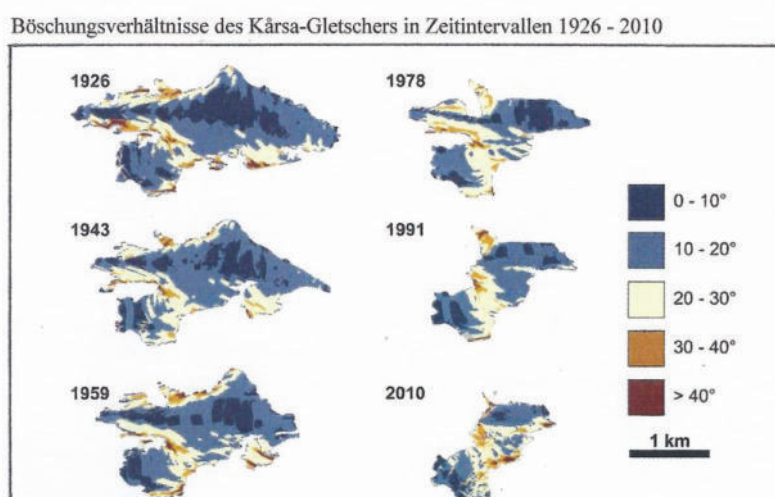 Böschungsverhältnisse des Kårsa-Gletschers in Zeitintervallen 1926 - 2010
1926
1978
1943
1991
1959
2010
0 - 10°
10 - 20°
20 - 30°
30 - 40°
> 40°
1 km